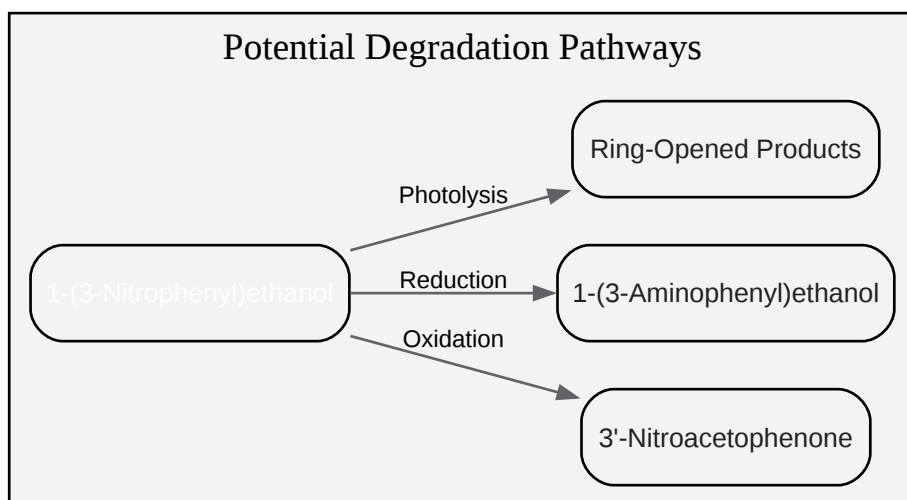 Potential Degradation Pathways
Ring-Opened Products
Photolysis
1-(3-Nitrophenyl)ethanol
Reduction
1-(3-Aminophenyl)ethanol
Oxidation
3'-Nitroacetophenone